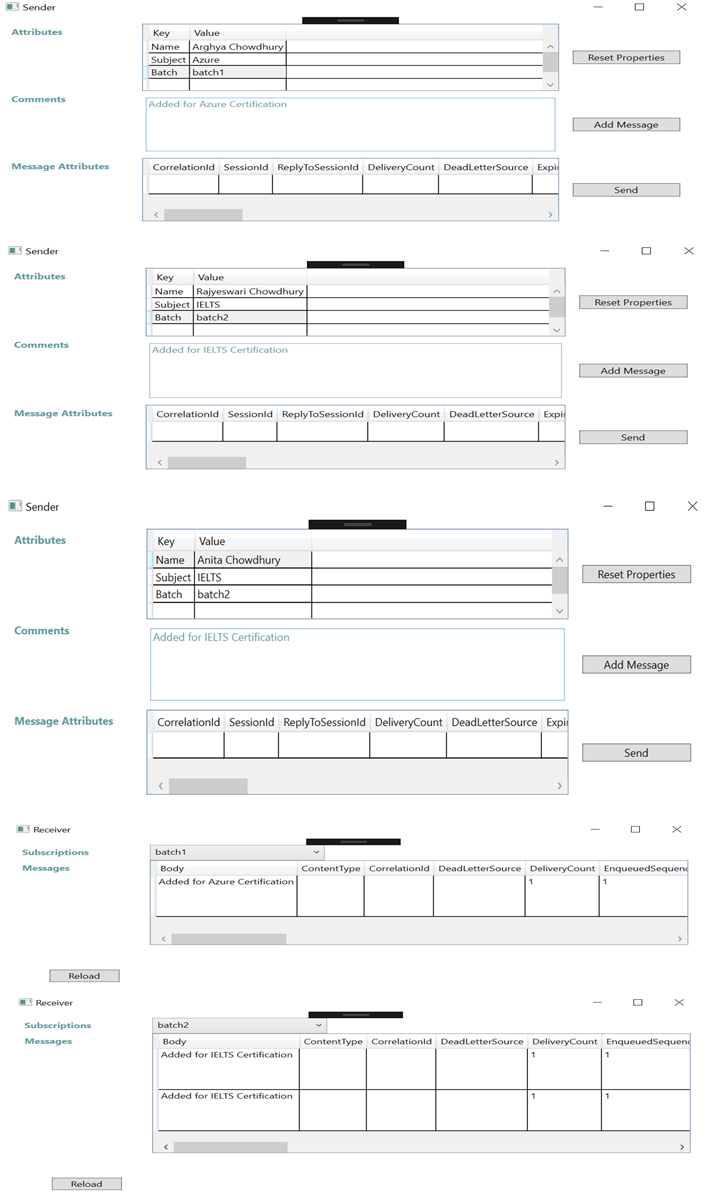 Sender
Attributes
Key Value
Name Arghya Chowdhury
Subject Azure
Batch batch1
Reset Properties
Comments
Added for Azure Certification
Add Message
Message Attributes
CorrelationId SessionId ReplyToSessionId DeliveryCount DeadLetterSource Expir
Send
Sender
Attributes
Key Value
Name Rajyeswari Chowdhury
Subject IELTS
Batch batch2
Reset Properties
Comments
Added for IELTS Certification
Add Message
Message Attributes
CorrelationId SessionId ReplyToSessionId DeliveryCount DeadLetterSource Expir
Send
Sender
Attributes
Key Value
Name Anita Chowdhury
Subject IELTS
Batch batch2
Reset Properties
Comments
Added for IELTS Certification
Add Message
Message Attributes
CorrelationId SessionId ReplyToSessionId DeliveryCount DeadLetterSource Expir
Send
Receiver
Subscriptions batch1
Messages
Body ContentType CorrelationId DeadLetterSource DeliveryCount EnqueuedSequenc
Added for Azure Certification 1 1
Reload
Receiver
Subscriptions batch2
Messages
Body ContentType CorrelationId DeadLetterSource DeliveryCount EnqueuedSequenc
Added for IELTS Certification 1 1
Added for IELTS Certification 1 1
Reload